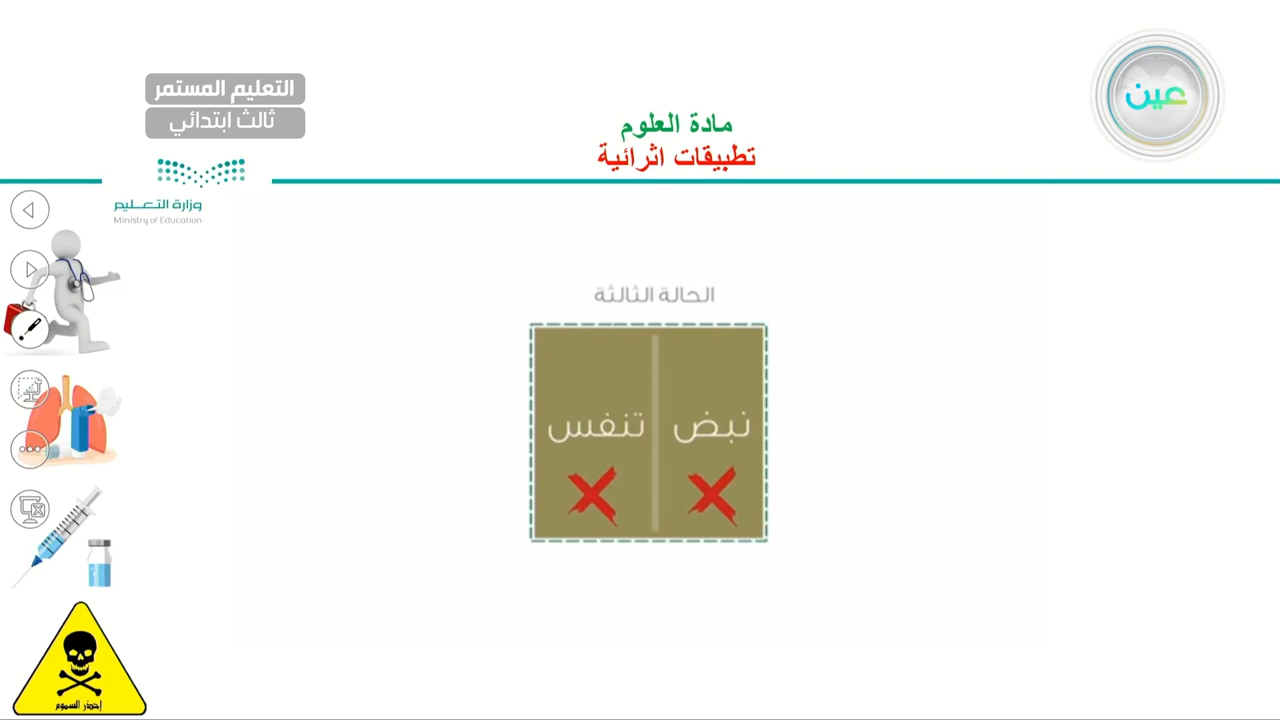 عين
التعليم المستمر
ثالث ابتدائي
مادة العلوم
تطبيقات اثرائية
وزارة التعـــليم
Ministry of Education
الحالة الثالثة
نبض
تنفس
إحذر السموم